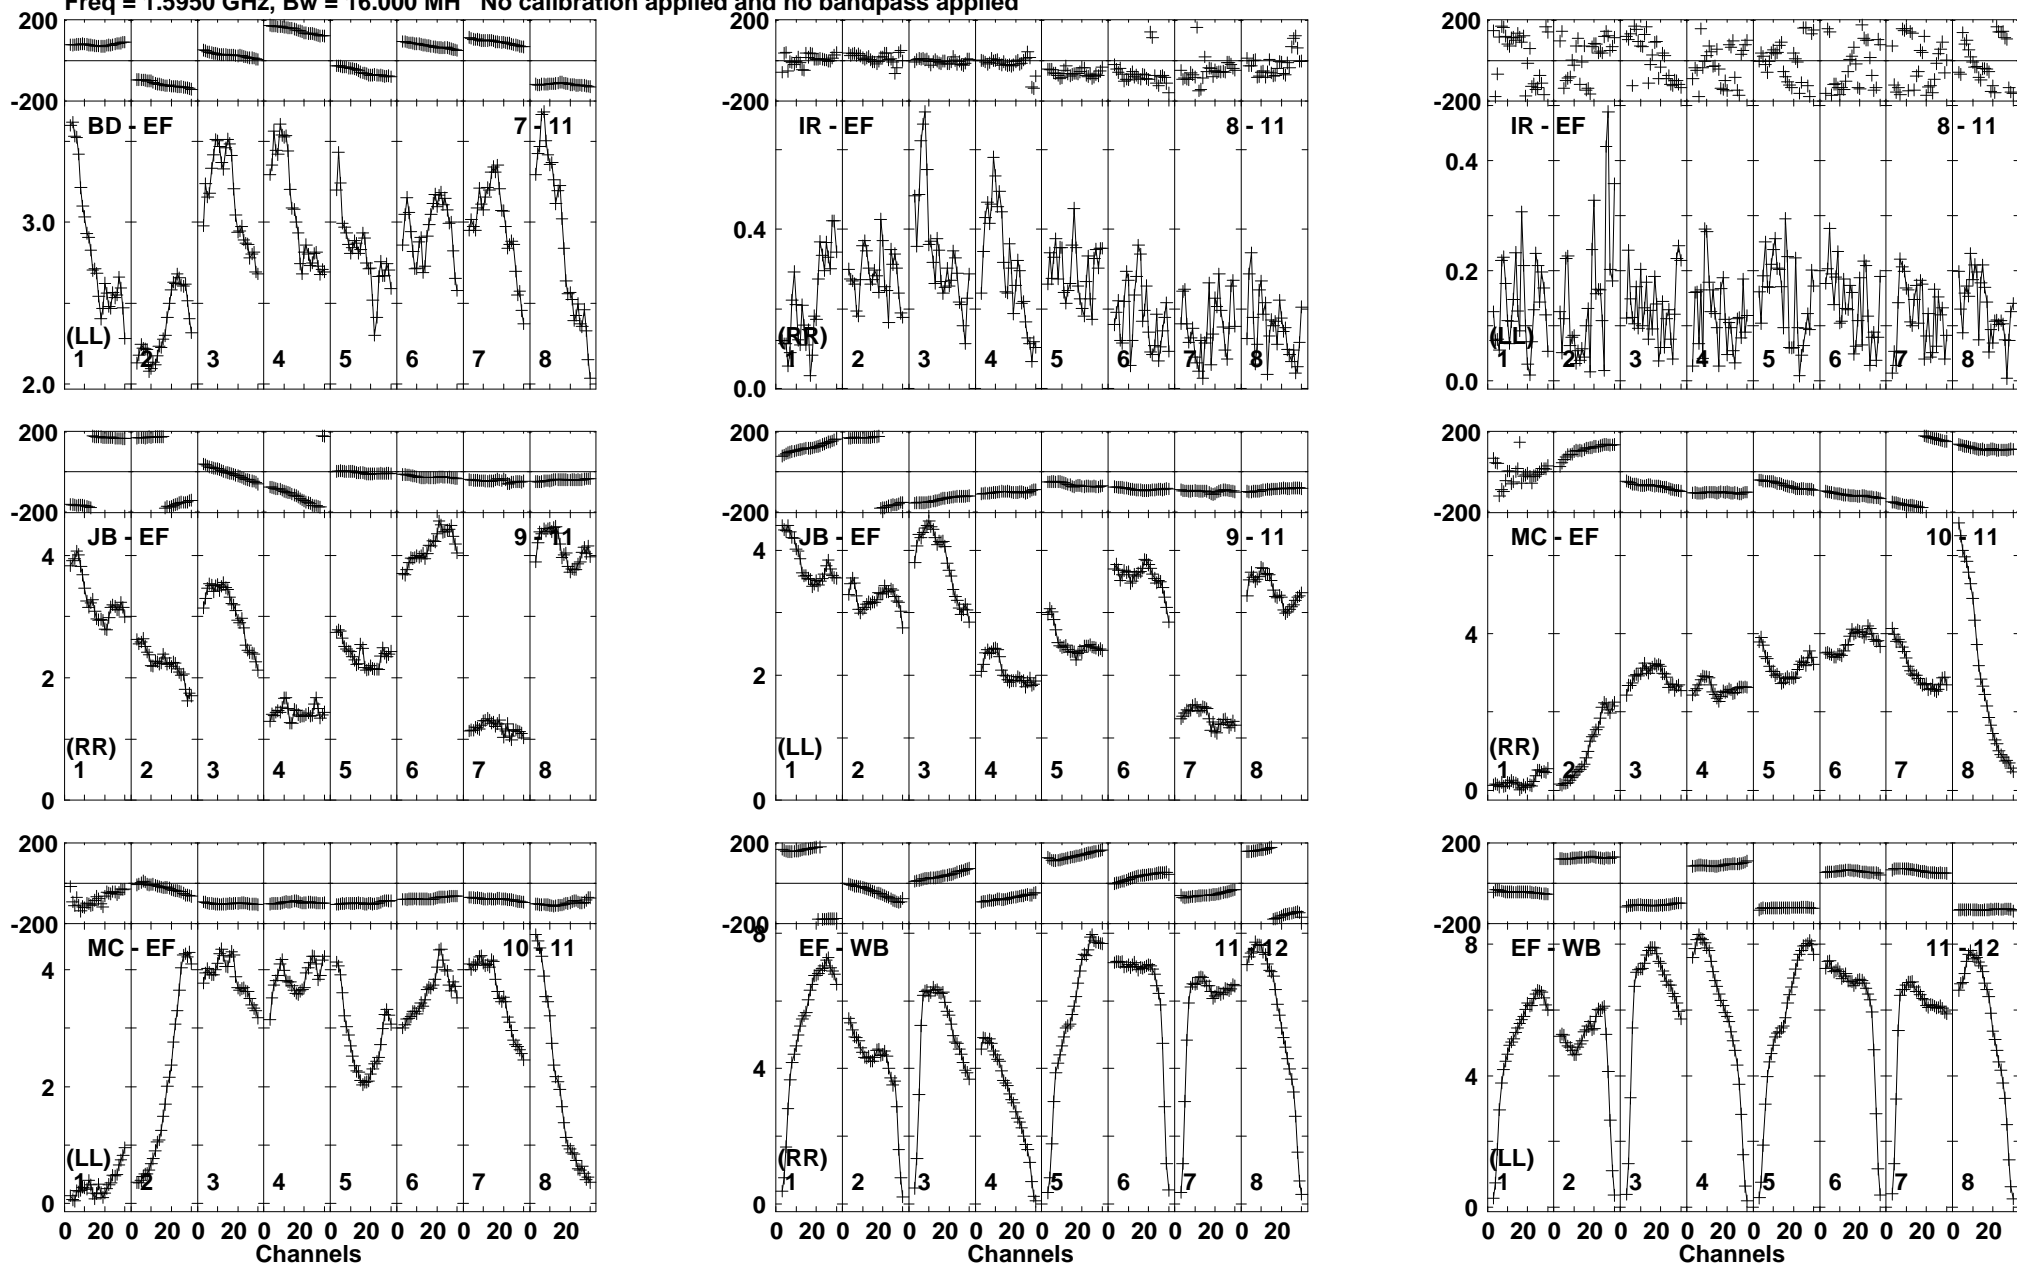 Freq = 1.5950 GHz, Bw = 16.000 MH No calibration applied and no bandpass applied
200 200 200
-200 -200 -200
BD - EF 7 - 11 IR - EF 8 - 11 IR - EF 8 - 11
3.0 0.4 0.4
0.2
(LL) (RR) (LL)
1 2 3 4 5 6 7 8 1 2 3 4 5 6 7 8 1 2 3 4 5 6 7 8
2.0 0.0 0.0
200 200 200
-200 -200 -200
JB - EF 9 - 11 JB - EF 9 - 11 MC - EF 10 - 11
4 4 4
2 2
(RR) (LL) (RR)
1 2 3 4 5 6 7 8 1 2 3 4 5 6 7 8 1 2 3 4 5 6 7 8
0 0 0
200 200 200
-200 -200 -200
MC - EF 10 - 11 EF - WB 11 - 12 EF - WB 11 - 12
4 8 8
2 4 4
(LL) (RR) (LL)
1 2 3 4 5 6 7 8 1 2 3 4 5 6 7 8 1 2 3 4 5 6 7 8
0 0 0
0 20 0 20 0 20 0 20 0 20 0 20 0 20 0 20 0 20 0 20 0 20 0 20 0 20 0 20 0 20 0 20 0 20 0 20 0 20 0 20 0 20 0 20 0 20 0 20
Channels Channels Channels